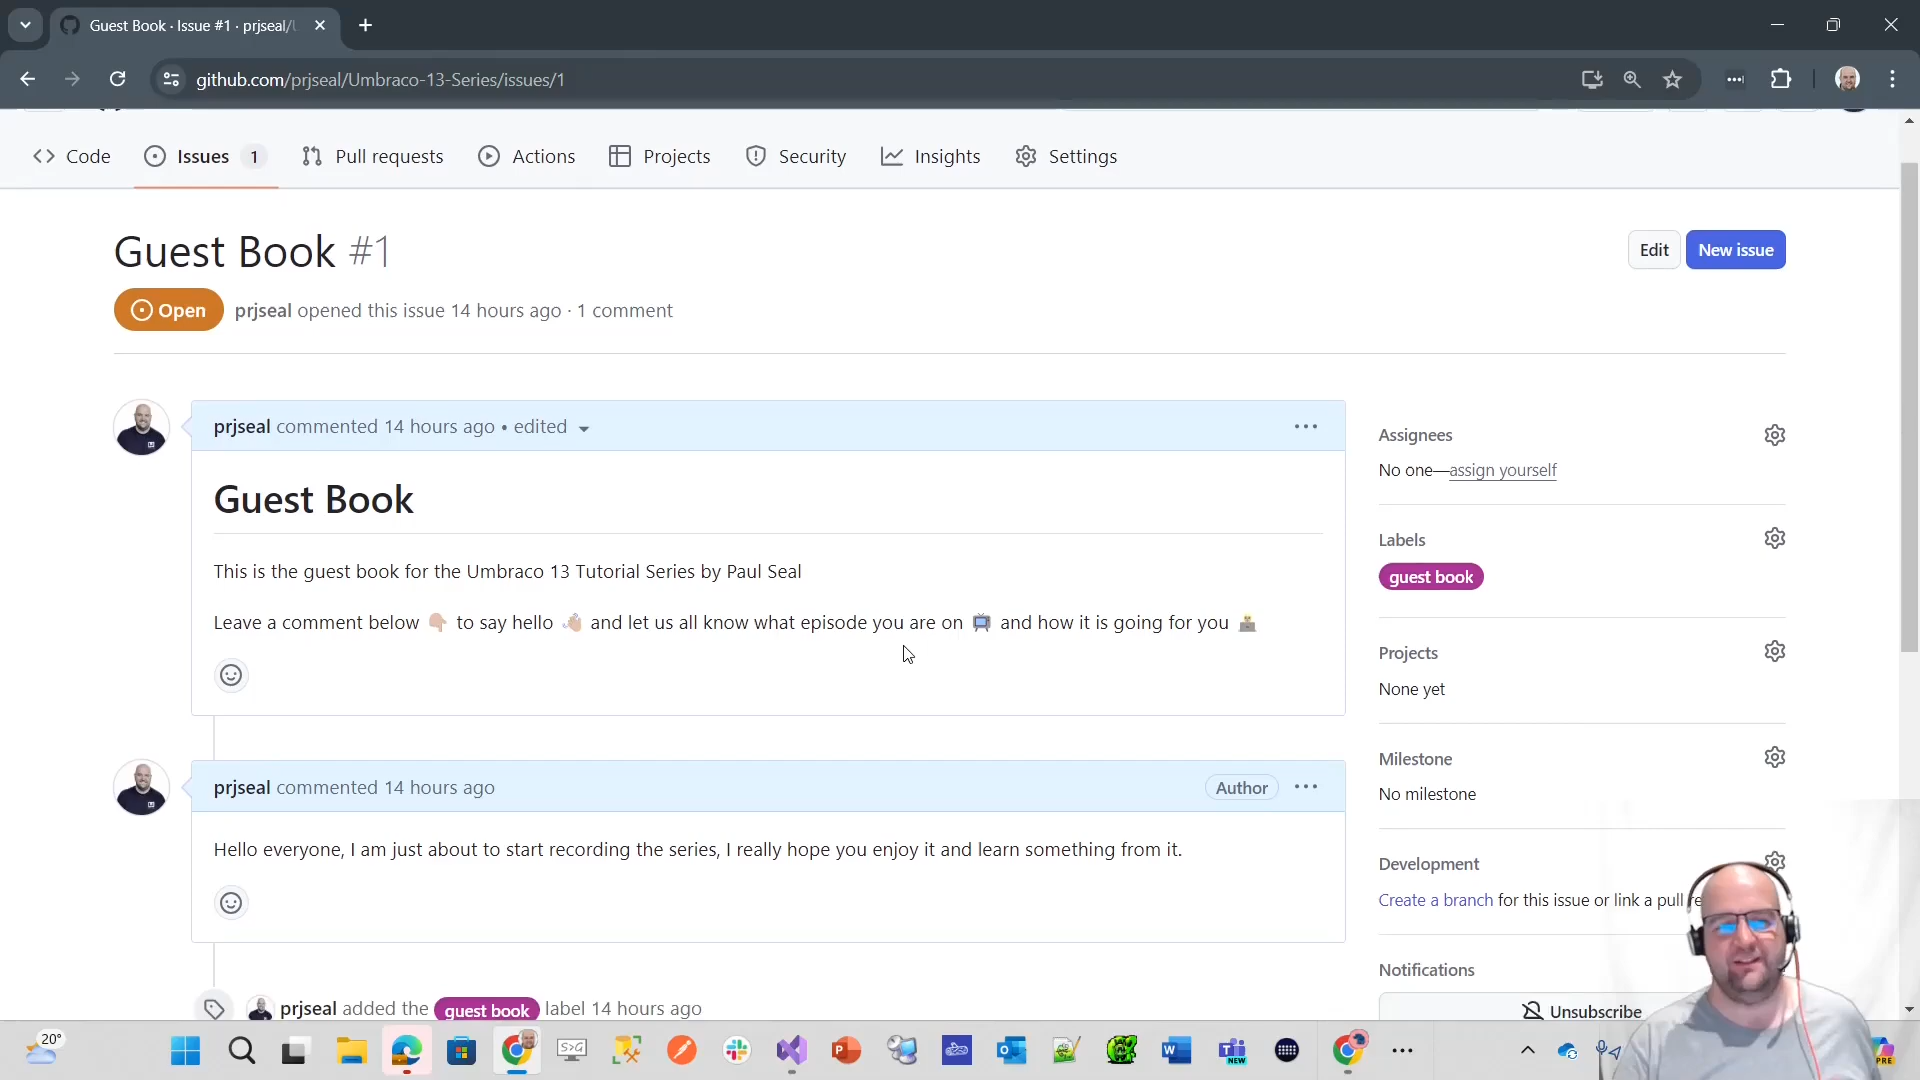 Guest Book · Issue #1 · prjseal/
github.com/prjseal/Umbraco-13-Series/issues/1
Code
Issues 1
Pull requests
Actions
Projects
Security
Insights
Settings
Guest Book #1
Edit
New issue
Open
prjseal opened this issue 14 hours ago · 1 comment
prjseal commented 14 hours ago • edited
Guest Book
This is the guest book for the Umbraco 13 Tutorial Series by Paul Seal
Leave a comment below 👇🏼 to say hello 👋🏼 and let us all know what episode you are on 📺 and how it is going for you 👨🏼‍💻
prjseal commented 14 hours ago
Author
Hello everyone, I am just about to start recording the series, I really hope you enjoy it and learn something from it.
prjseal added the guest book label 14 hours ago
Assignees
No one—assign yourself
Labels
guest book
Projects
None yet
Milestone
No milestone
Development
Create a branch for this issue or link a pull re
Notifications
Unsubscribe
20°
S>G
NEW
PRE